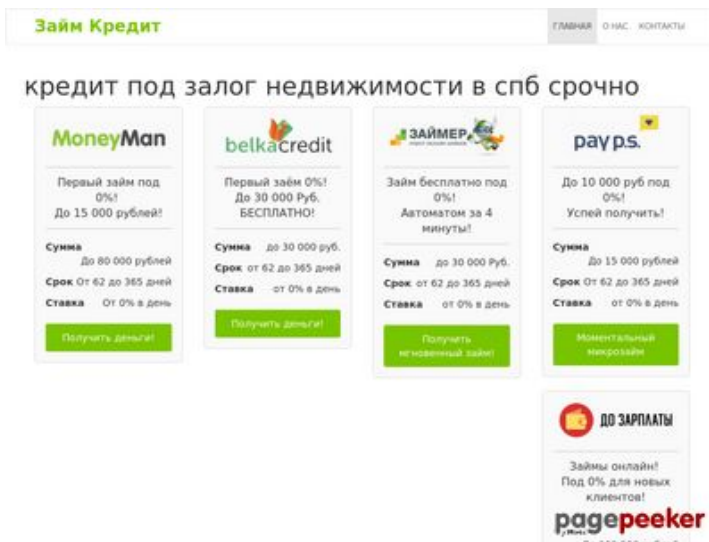 Займ Кредит
ГЛАВНАЯ О НАС КОНТАКТЫ
кредит под залог недвижимости в спб срочно
MoneyMan
Первый займ под
0%!
До 15 000 рублей!
Сумма
До 80 000 рублей
Срок От 62 до 365 дней
Ставка От 0% в день
Получить деньги!
belkacredit
Первый заём 0%!
До 30 000 Руб.
БЕСПЛАТНО!
Сумма до 30 000 руб.
Срок от 62 до 365 дней
Ставка от 0% в день
Получить деньги!
ЗАЙМЕР
Займ бесплатно под
0%!
Автоматом за 4
минуты!
Сумма до 30 000 Руб.
Срок от 62 до 365 дней
Ставка от 0% в день
Получить
мгновенный займ!
pay p.s.
До 10 000 руб под
0%!
Успей получить!
Сумма
До 15 000 рублей
Срок От 62 до 365 дней
Ставка От 0% в день
Моментальный
микрозайм
ДО ЗАРПЛАТЫ
Займы онлайн!
Под 0% для новых
клиентов!
pagepeeker